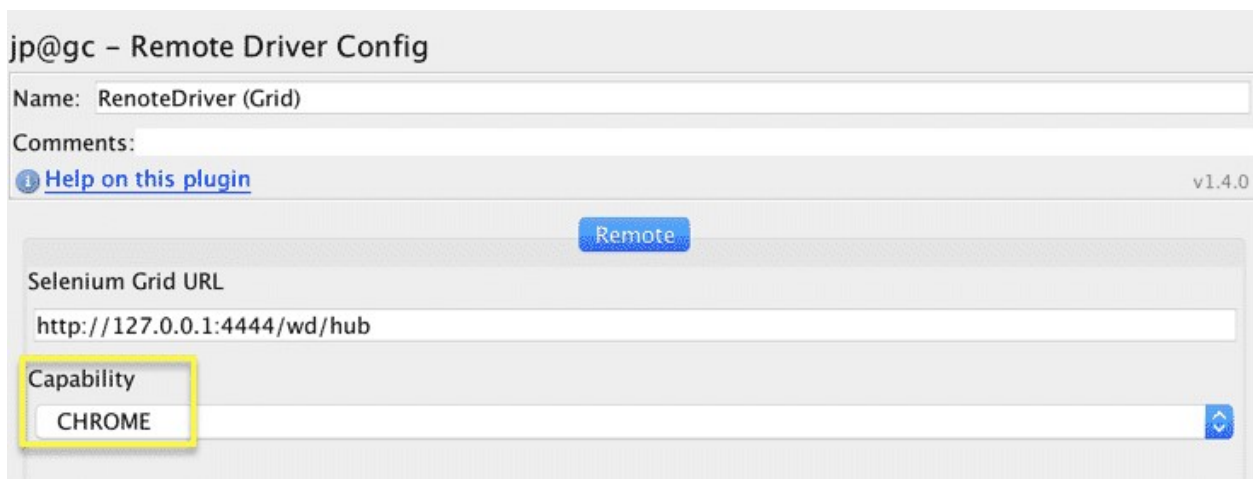 jp@gc – Remote Driver Config
Name: RenoteDriver (Grid)
Comments:
Help on this plugin v1.4.0
Remote
Selenium Grid URL
http://127.0.0.1:4444/wd/hub
Capability
CHROME